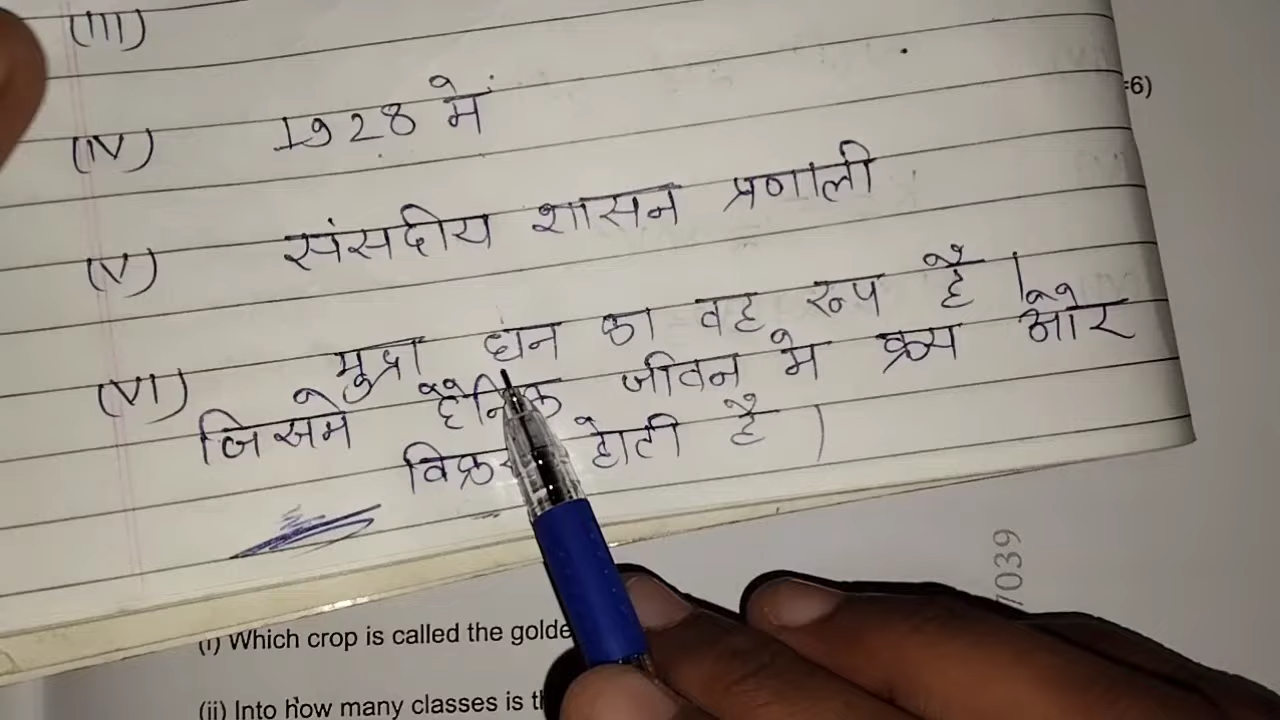 (III)
=6)
(IV) 1928 में
(V) संसदीय शासन प्रणाली
(VI) मुद्रा धंन का वह रूप है |
जिसमे दैनिक जीवन मे क्रय और
विक्रय होती है |
7039
(i) Which crop is called the golde
(ii) Into how many classes is th